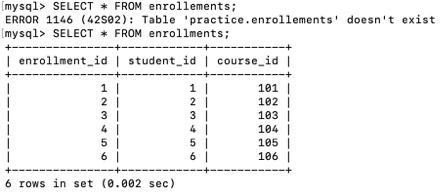 mysql> SELECT * FROM enrollements;
ERROR 1146 (42S02): Table 'practice.enrollements' doesn't exist
mysql> SELECT * FROM enrollments;
+---------------+------------+-----------+
| enrollment_id | student_id | course_id |
+---------------+------------+-----------+
|             1 |          1 |       101 |
|             2 |          2 |       102 |
|             3 |          3 |       103 |
|             4 |          4 |       104 |
|             5 |          5 |       105 |
|             6 |          6 |       106 |
+---------------+------------+-----------+
6 rows in set (0.002 sec)